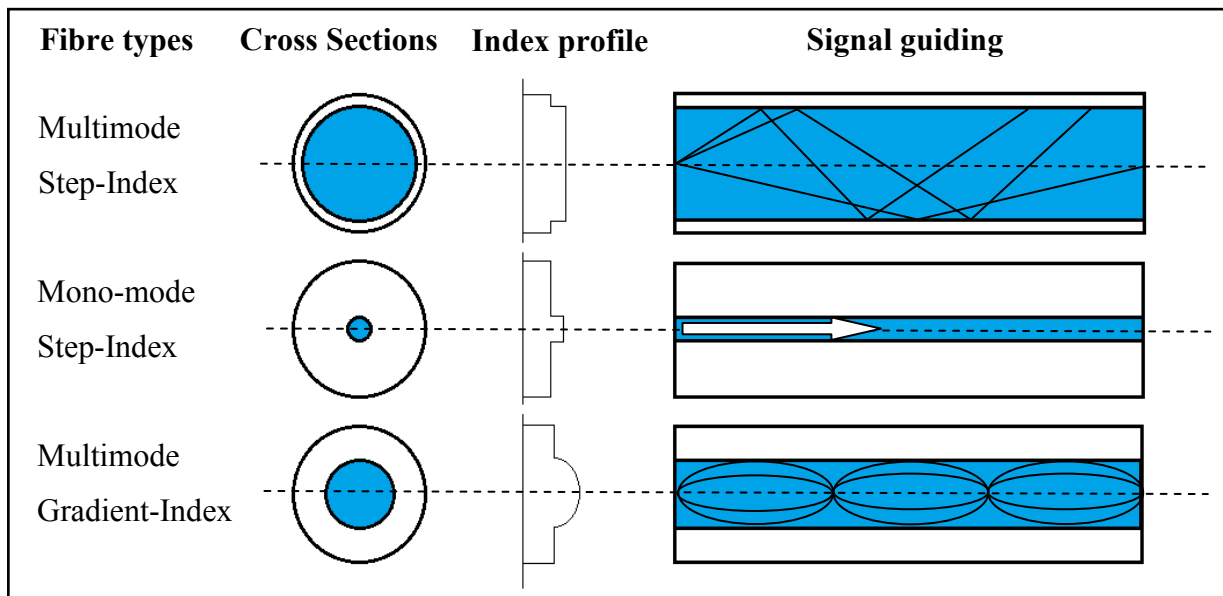 Fibre types Cross Sections Index profile Signal guiding
Multimode
Step-Index
Mono-mode
Step-Index
Multimode
Gradient-Index